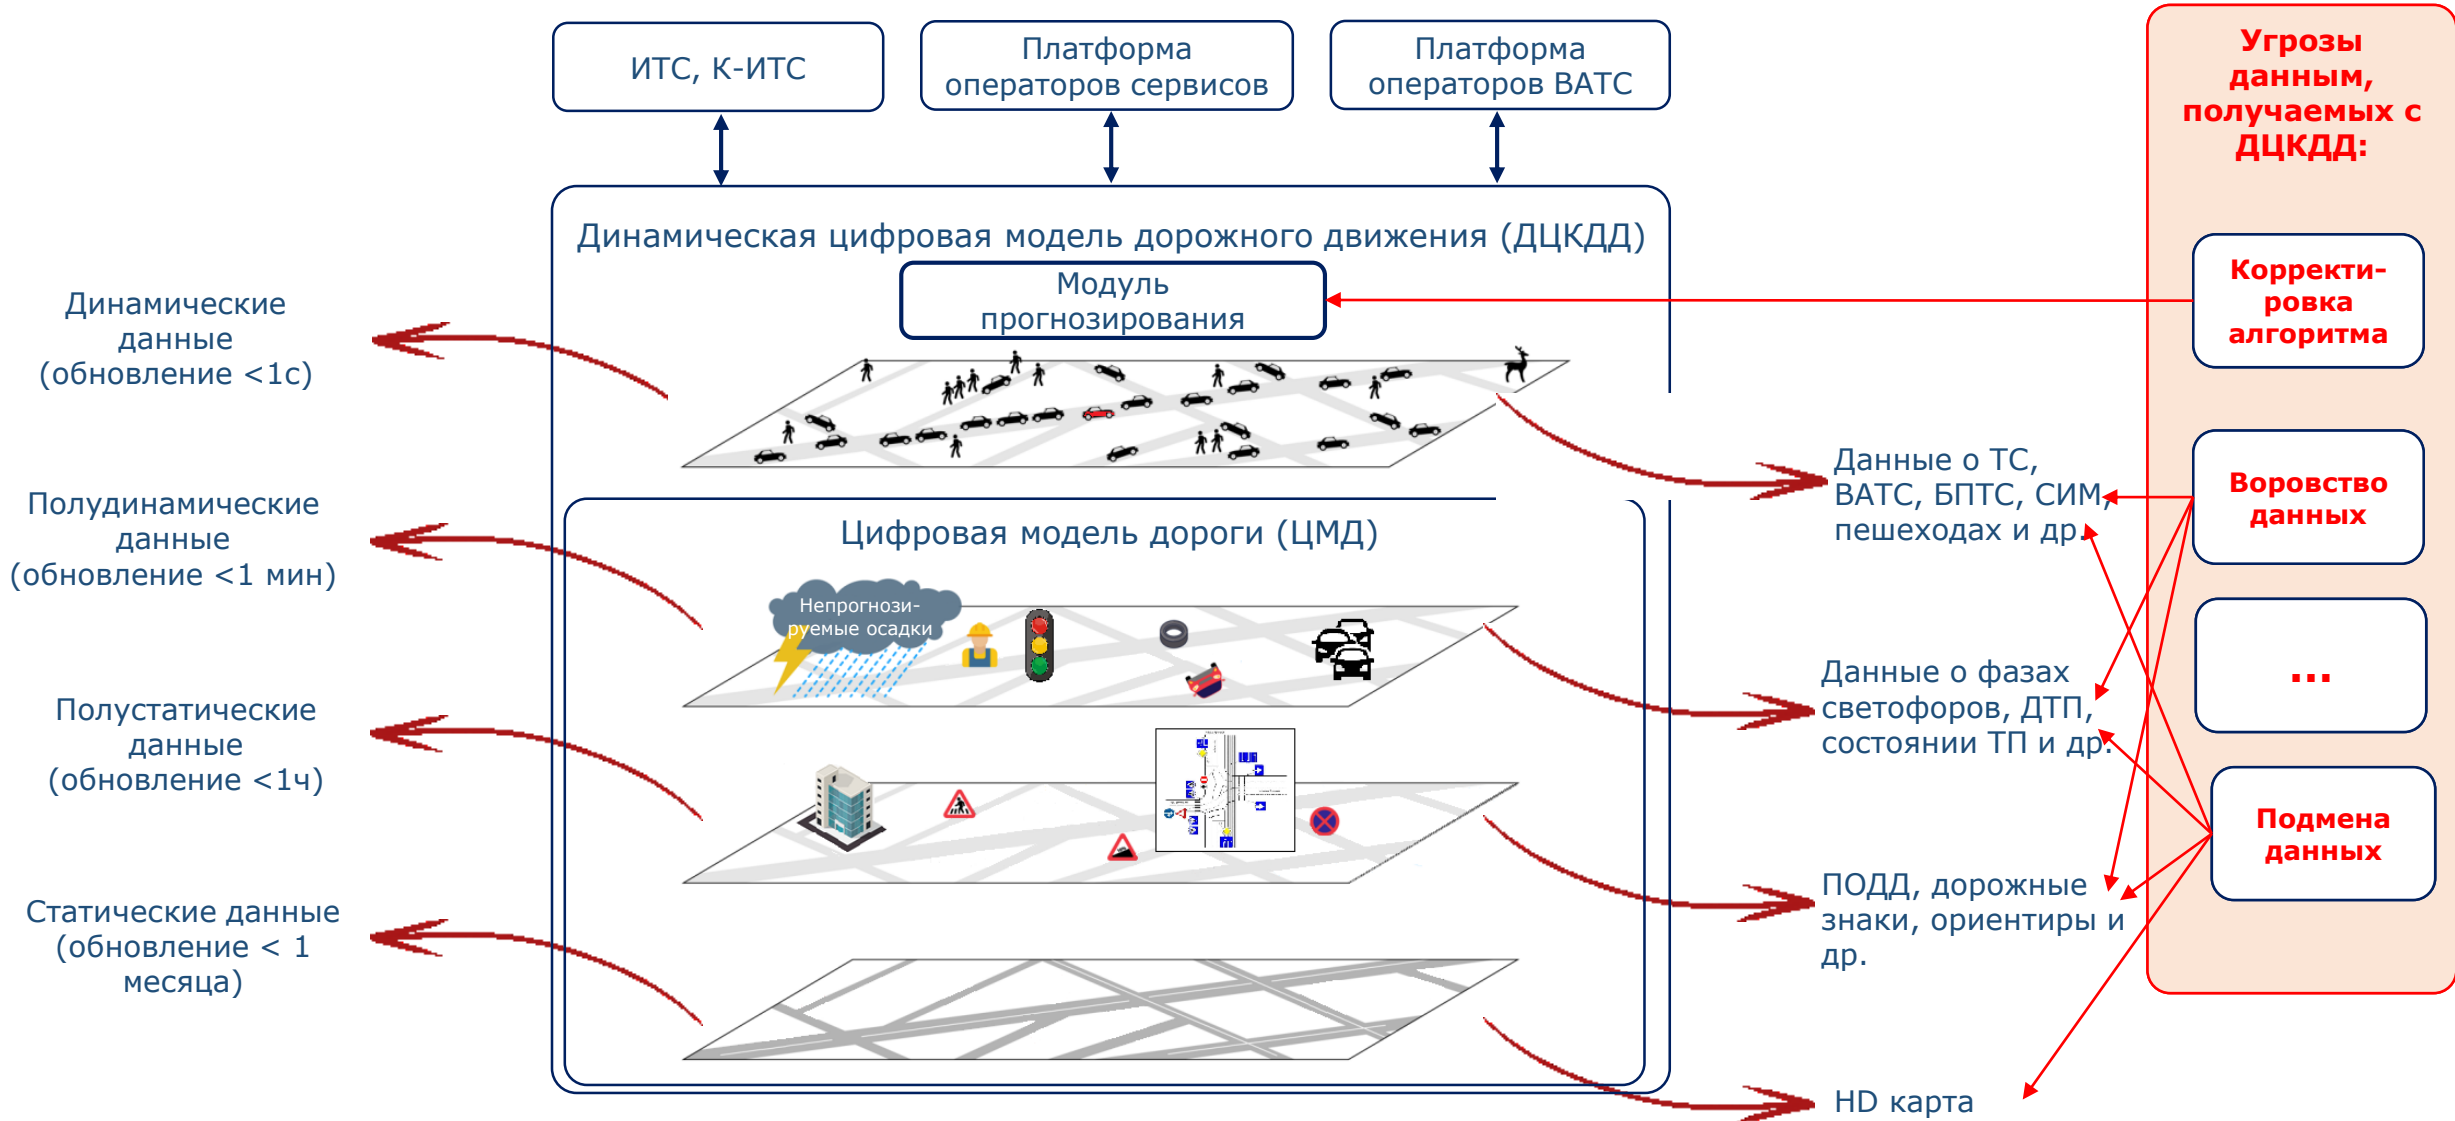 ИТС, К-ИТС
Платформа
операторов сервисов
Платформа
операторов ВАТС
Угрозы
данным,
получаемых с
ДЦКДД:
Динамическая цифровая модель дорожного движения (ДЦКДД)
Модуль
прогнозирования
Корректи-
ровка
алгоритма
Динамические
данные
(обновление <1с)
Данные о ТС,
ВАТС, БПТС, СИМ,
пешеходах и др.
Воровство
данных
Полудинамические
данные
(обновление <1 мин)
Цифровая модель дороги (ЦМД)
Непрогнози-
руемые осадки
Данные о фазах
светофоров, ДТП,
состоянии ТП и др.
...
Полустатические
данные
(обновление <1ч)
Подмена
данных
ПОДД, дорожные
знаки, ориентиры и
др.
Статические данные
(обновление < 1
месяца)
HD карта